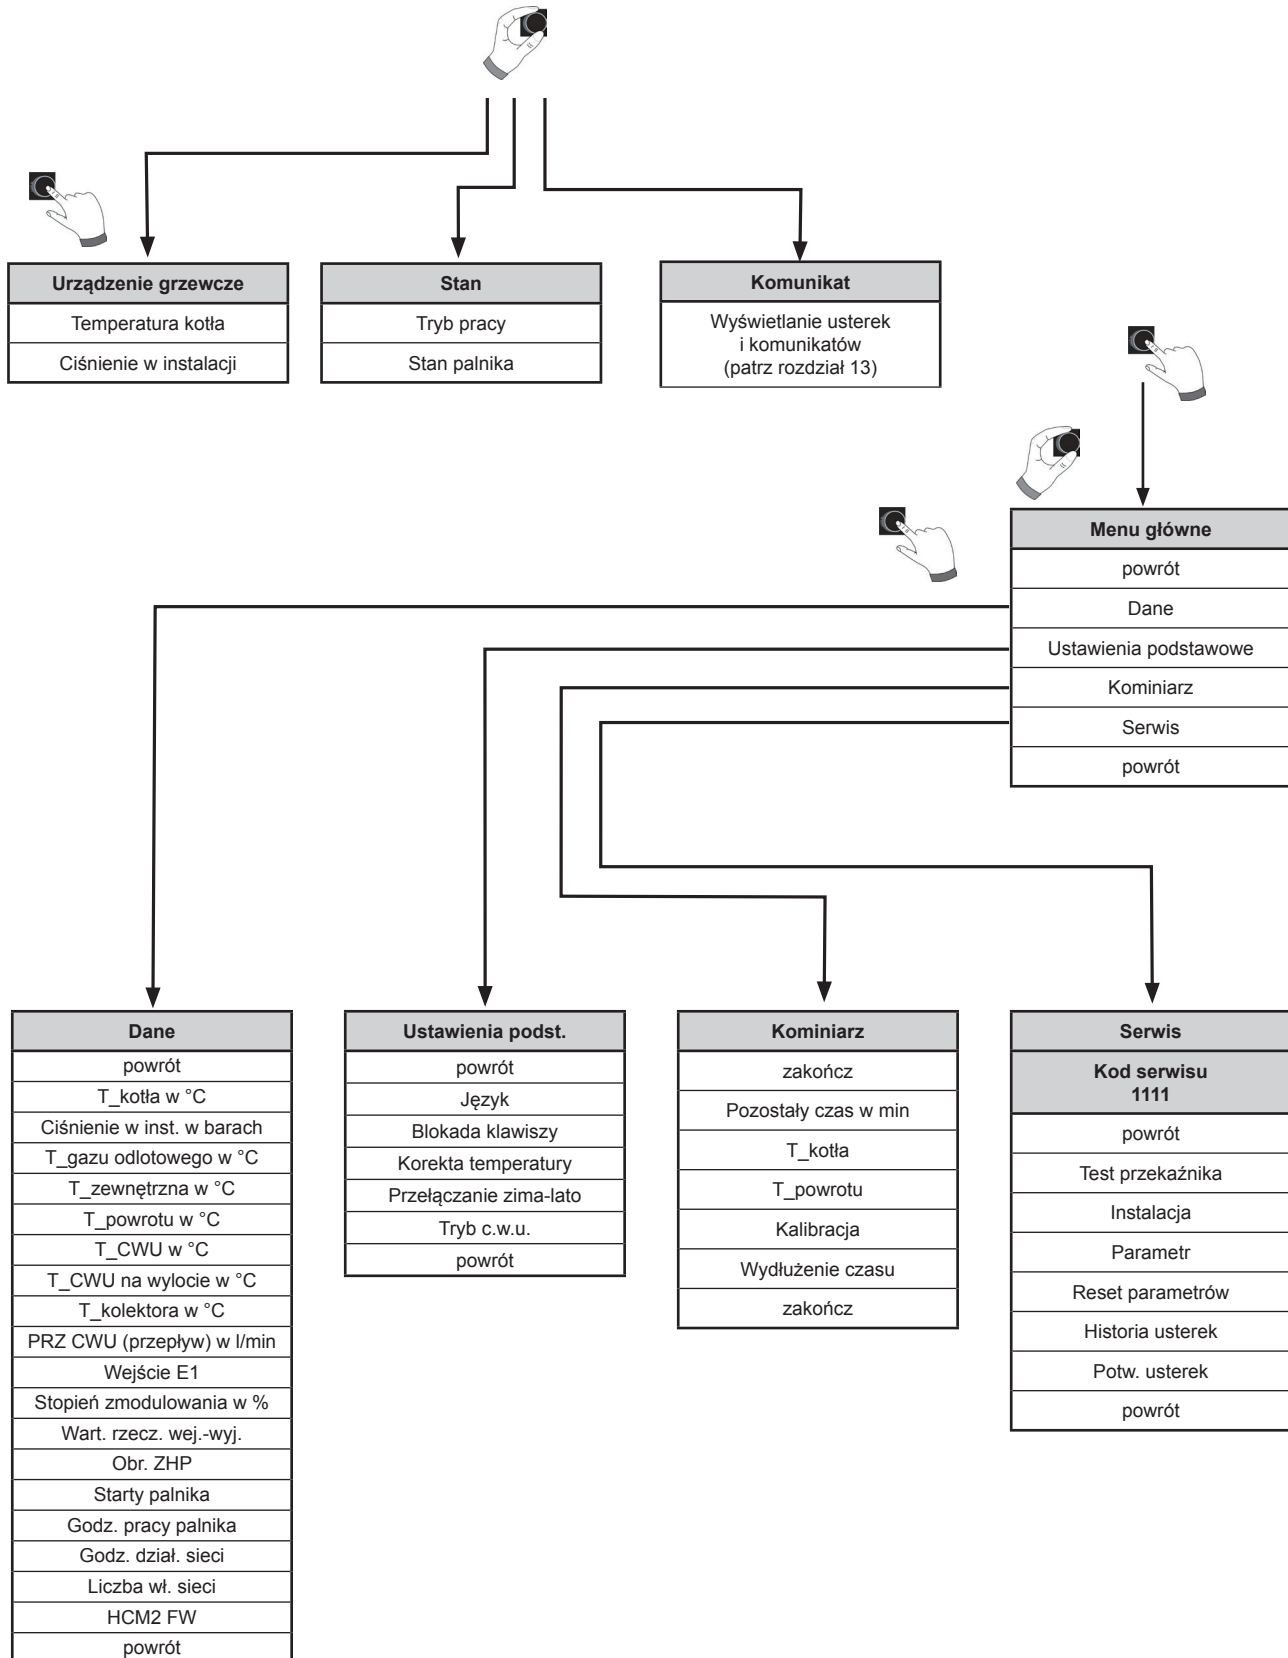 Urządzenie grzewcze
Temperatura kotła
Ciśnienie w instalacji
Stan
Tryb pracy
Stan palnika
Komunikat
Wyświetlanie usterek
i komunikatów
(patrz rozdział 13)
Menu główne
powrót
Dane
Ustawienia podstawowe
Kominiarz
Serwis
powrót
Dane
powrót
T_kotła w °C
Ciśnienie w inst. w barach
T_gazu odlotowego w °C
T_zewnętrzna w °C
T_powrotu w °C
T_CWU w °C
T_CWU na wylocie w °C
T_kolektora w °C
PRZ CWU (przepływ) w l/min
Wejście E1
Stopień zmodulowania w %
Wart. rzecz. wej.-wyj.
Obr. ZHP
Starty palnika
Godz. pracy palnika
Godz. dział. sieci
Liczba wł. sieci
HCM2 FW
powrót
Ustawienia podst.
powrót
Język
Blokada klawiszy
Korekta temperatury
Przełączanie zima-lato
Tryb c.w.u.
powrót
Kominiarz
zakończ
Pozostały czas w min
T_kotła
T_powrotu
Kalibracja
Wydłużenie czasu
zakończ
Serwis
Kod serwisu
1111
powrót
Test przekaźnika
Instalacja
Parametr
Reset parametrów
Historia usterek
Potw. usterek
powrót